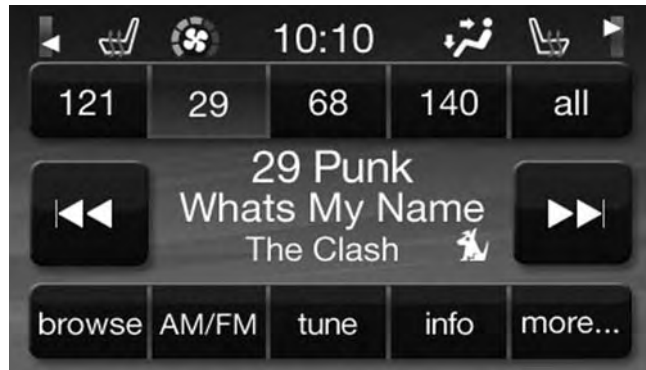 10:10
121 29 68 140 all
29 Punk
Whats My Name
The Clash
browse AM/FM tune info more...